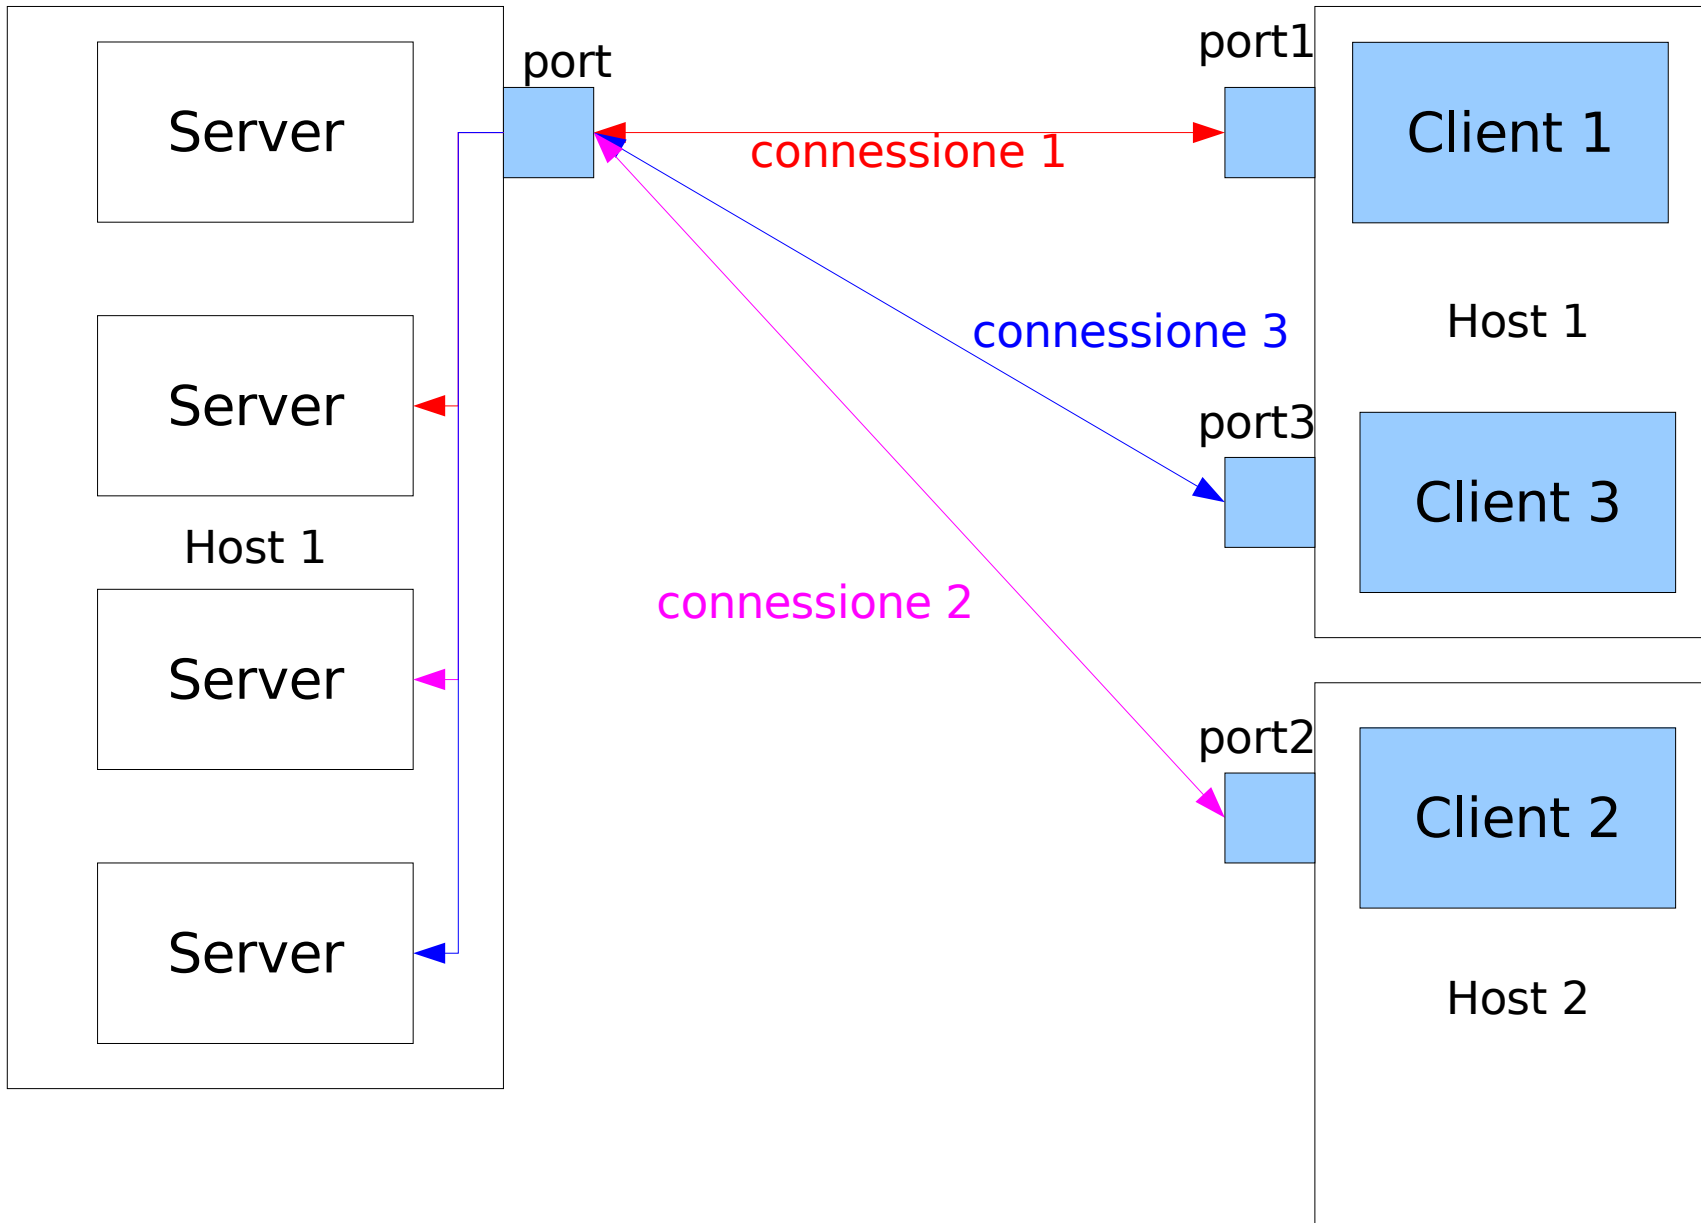 port
port1
Server
connessione 1
Client 1
connessione 3
Host 1
Server
port3
Client 3
Host 1
connessione 2
Server
port2
Client 2
Server
Host 2